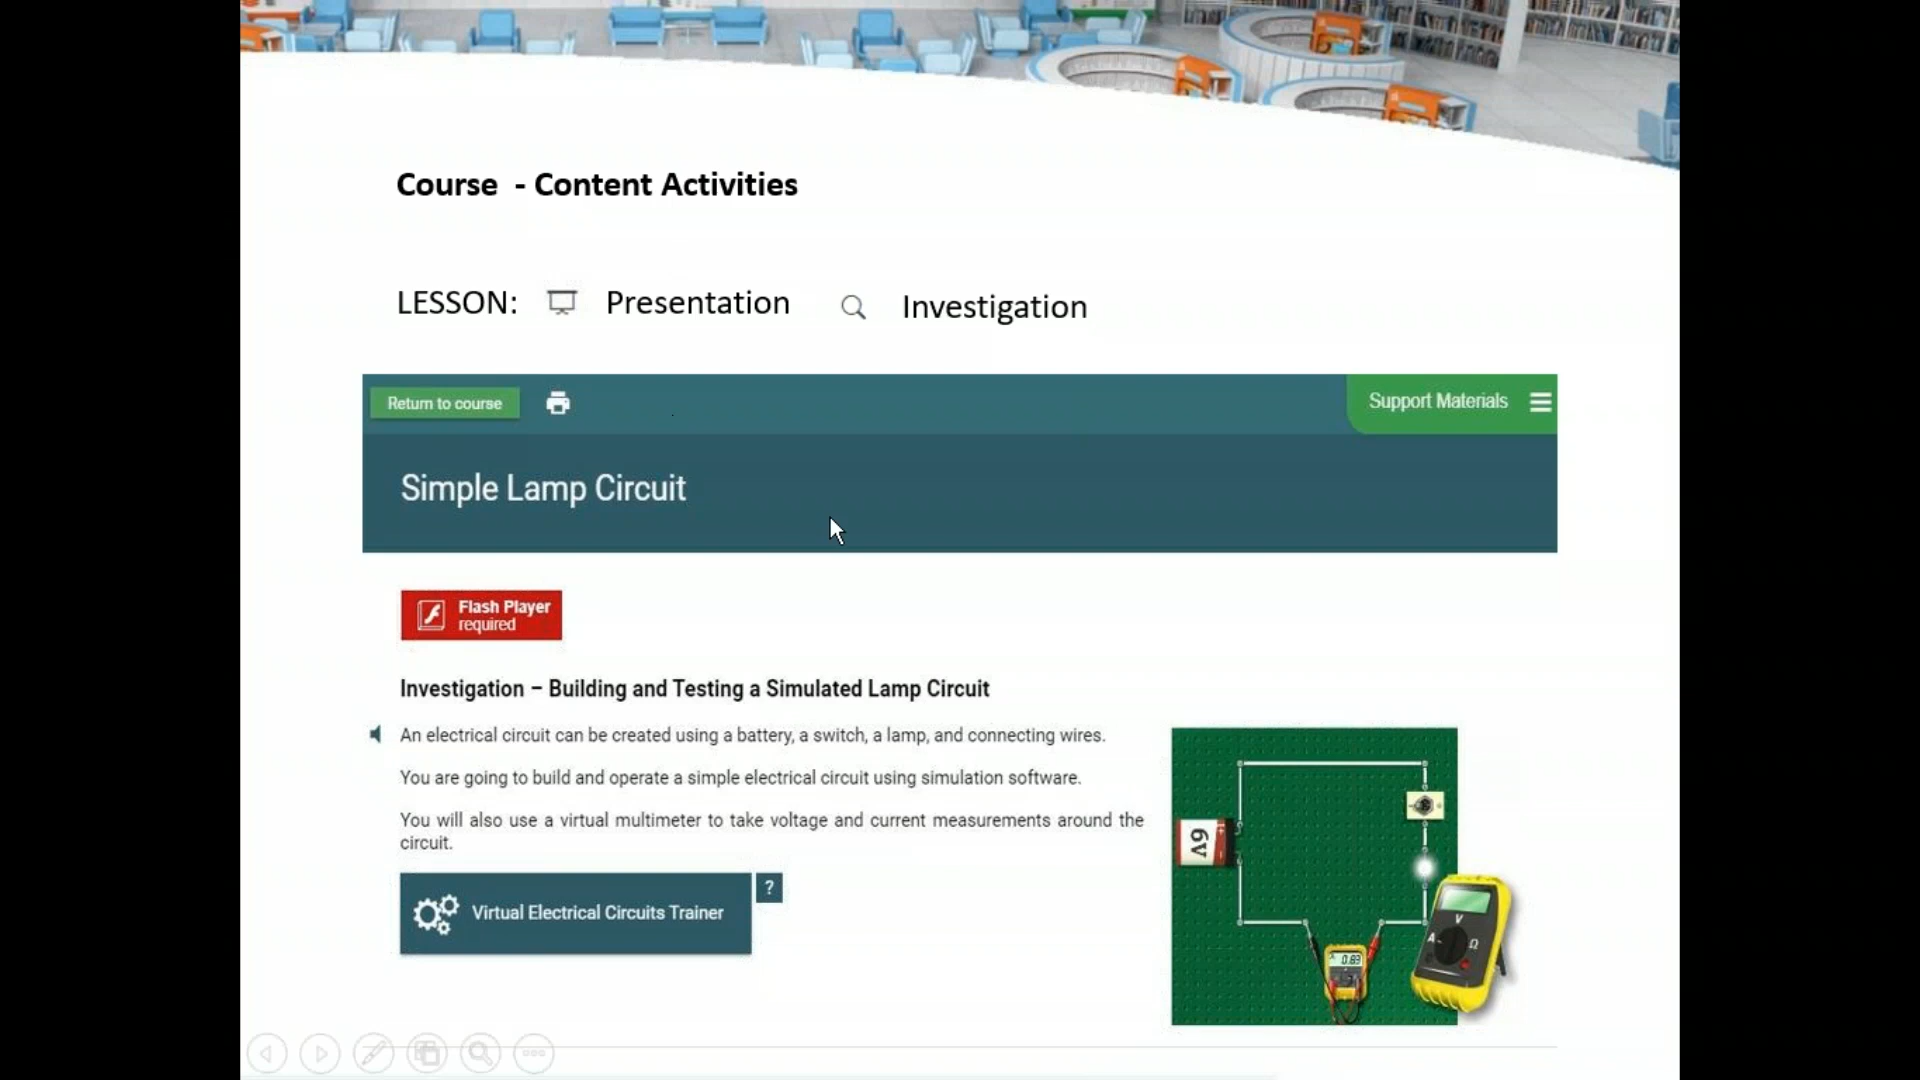 Course - Content Activities
LESSON: Presentation Investigation
Return to course
Support Materials
Simple Lamp Circuit
Flash Player
required
Investigation – Building and Testing a Simulated Lamp Circuit
An electrical circuit can be created using a battery, a switch, a lamp, and connecting wires.
You are going to build and operate a simple electrical circuit using simulation software.
You will also use a virtual multimeter to take voltage and current measurements around the
circuit.
Virtual Electrical Circuits Trainer
?
6V
V
A
Ω
0.83